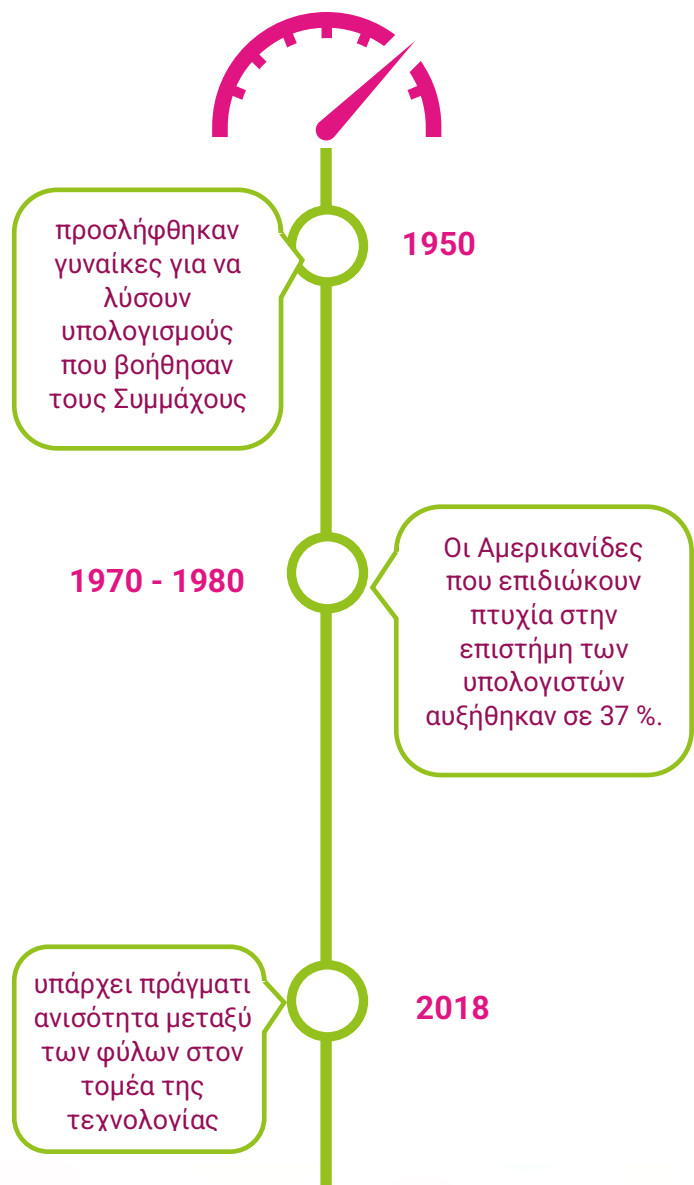 προσλήφθηκαν
γυναίκες για να
λύσουν
υπολογισμούς
που βοήθησαν
τους Συμμάχους
1950
1970 - 1980
Οι Αμερικανίδες
που επιδιώκουν
πτυχία στην
επιστήμη των
υπολογιστών
αυξήθηκαν σε 37 %.
υπάρχει πράγματι
ανισότητα μεταξύ
των φύλων στον
τομέα της
τεχνολογίας
2018